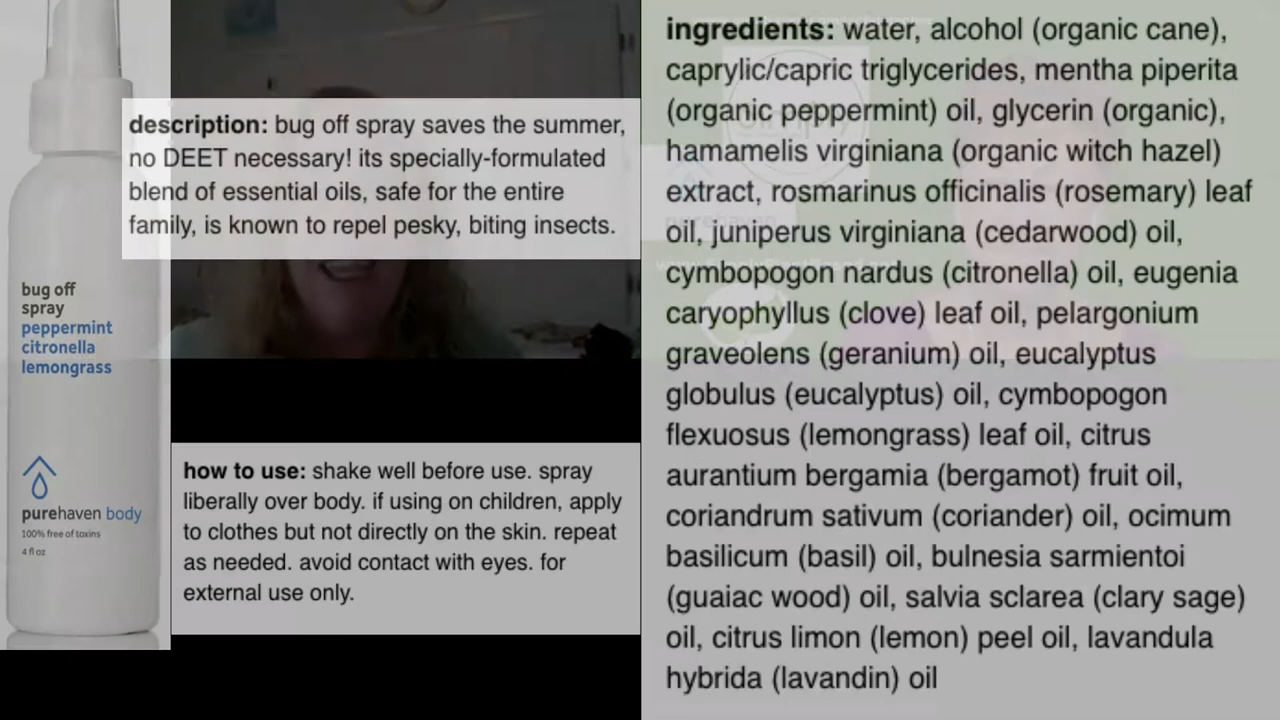 description: bug off spray saves the summer,
no DEET necessary! its specially-formulated
blend of essential oils, safe for the entire
family, is known to repel pesky, biting insects.
bug off
spray
peppermint
citronella
lemongrass
purehaven body
100% free of toxins
4 fl oz
how to use: shake well before use. spray
liberally over body. if using on children, apply
to clothes but not directly on the skin. repeat
as needed. avoid contact with eyes. for
external use only.
ingredients: water, alcohol (organic cane),
caprylic/capric triglycerides, mentha piperita
(organic peppermint) oil, glycerin (organic),
hamamelis virginiana (organic witch hazel)
extract, rosmarinus officinalis (rosemary) leaf
oil, juniperus virginiana (cedarwood) oil,
cymbopogon nardus (citronella) oil, eugenia
caryophyllus (clove) leaf oil, pelargonium
graveolens (geranium) oil, eucalyptus
globulus (eucalyptus) oil, cymbopogon
flexuosus (lemongrass) leaf oil, citrus
aurantium bergamia (bergamot) fruit oil,
coriandrum sativum (coriander) oil, ocimum
basilicum (basil) oil, bulnesia sarmientoi
(guaiac wood) oil, salvia sclarea (clary sage)
oil, citrus limon (lemon) peel oil, lavandula
hybrida (lavandin) oil